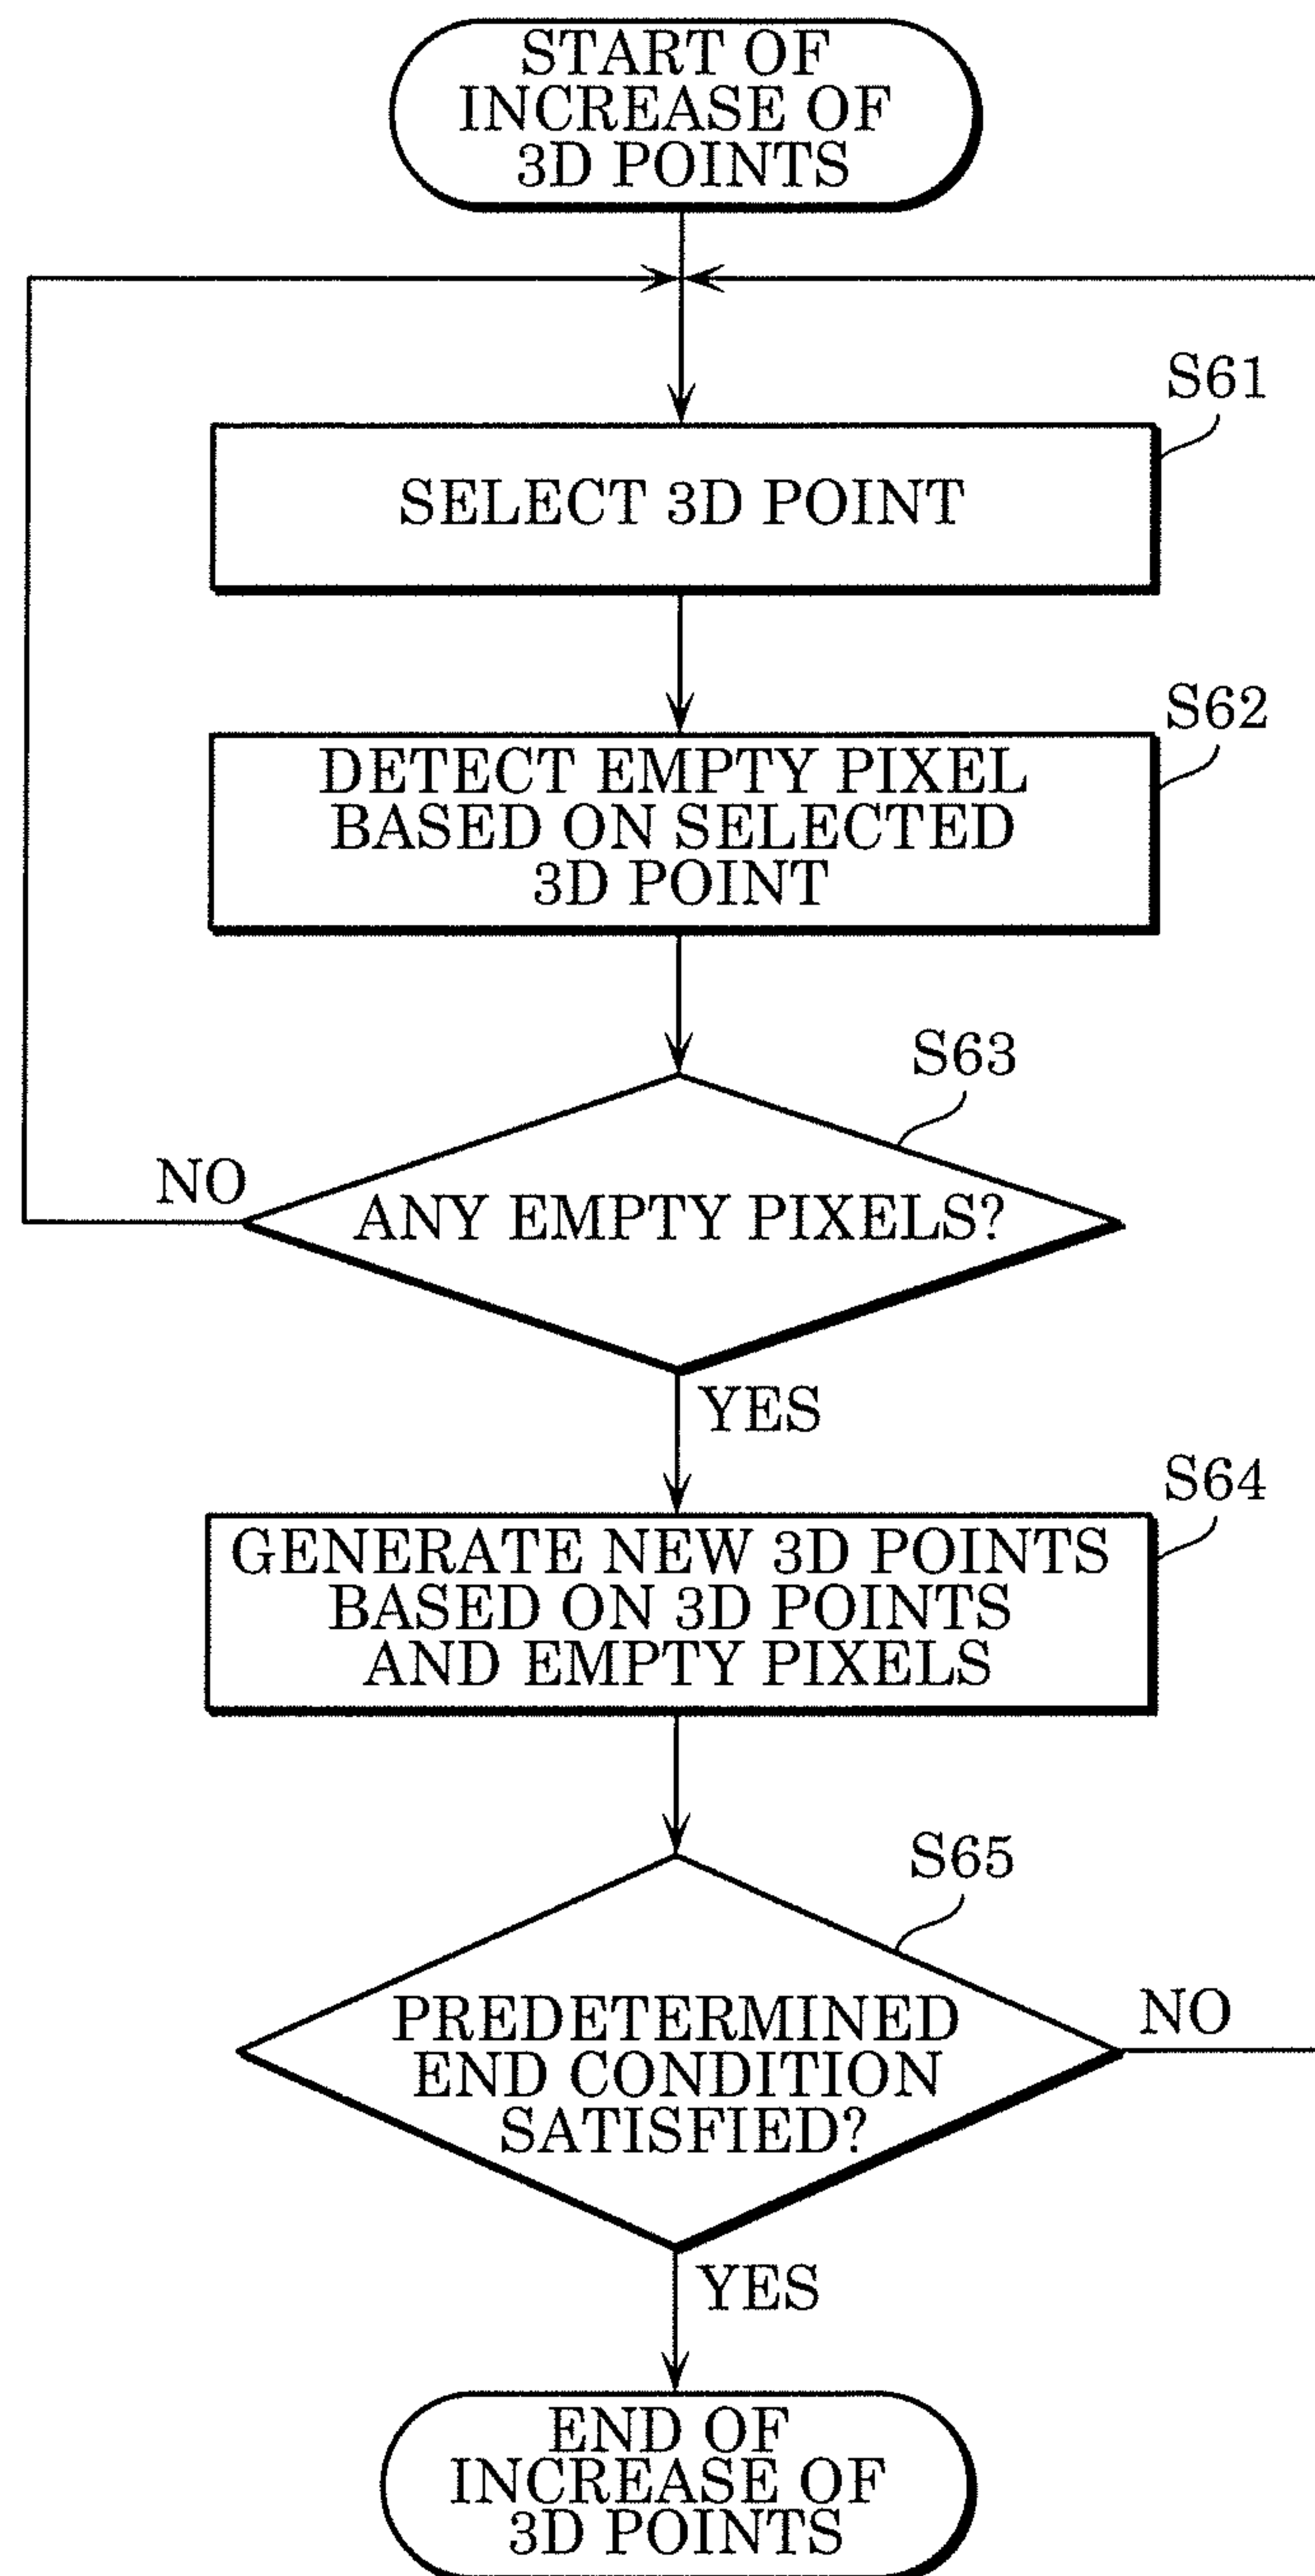 START OF
INCREASE OF
3D POINTS
S61
SELECT 3D POINT
S62
DETECT EMPTY PIXEL
BASED ON SELECTED
3D POINT
S63
NO
ANY EMPTY PIXELS?
YES
S64
GENERATE NEW 3D POINTS
BASED ON 3D POINTS
AND EMPTY PIXELS
S65
NO
PREDETERMINED
END CONDITION
SATISFIED?
YES
END OF
INCREASE OF
3D POINTS